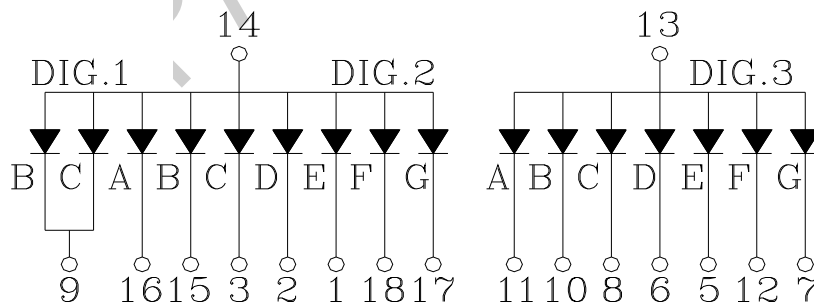 14 13
DIG.1 DIG.2 DIG.3
B C A B C D E F G A B C D E F G
9 16 15 3 2 1 18 17 11 10 8 6 5 12 7